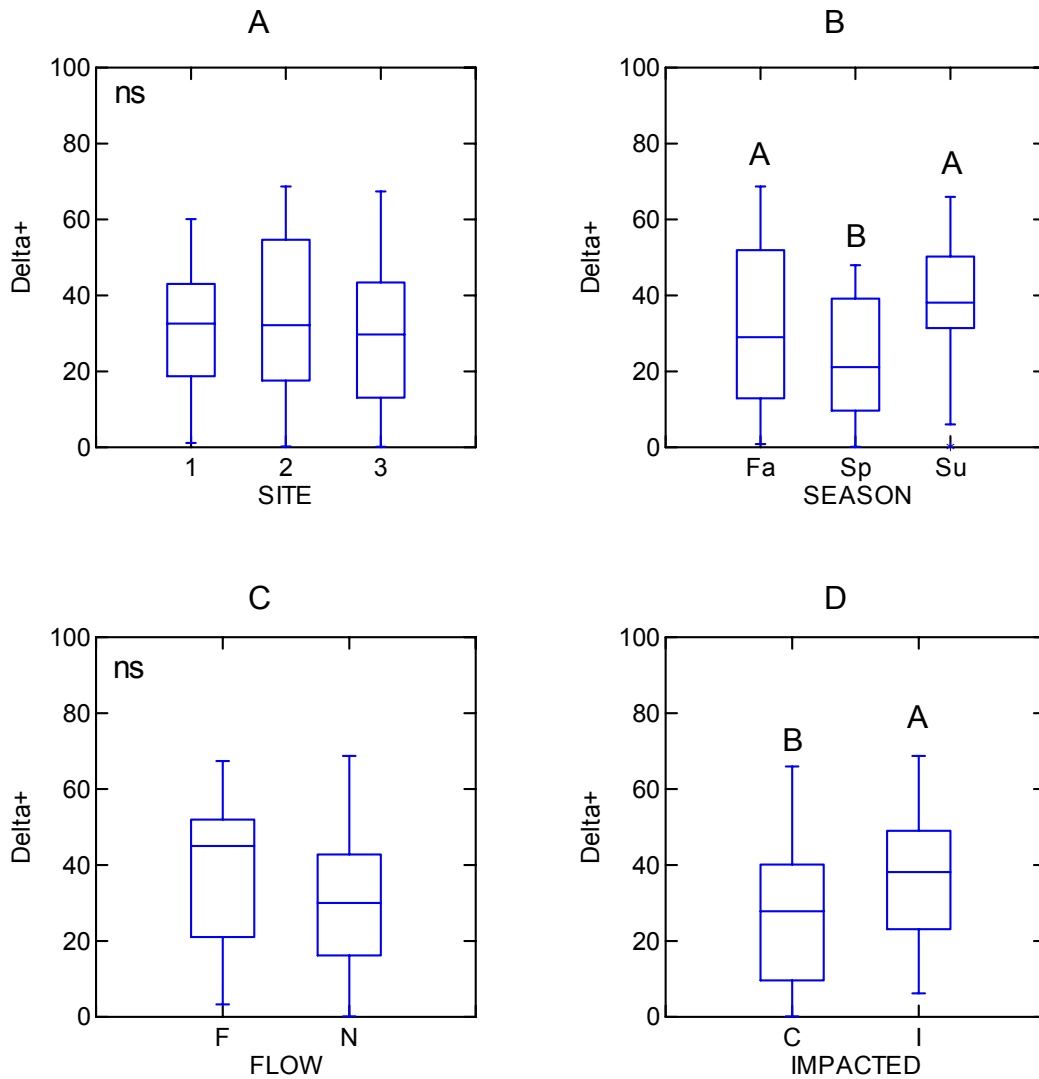 A
100
80
60
40
20
0
Delta+
ns
1 2 3
SITE
B
100
80
60
40
20
0
Delta+
A
B
A
Fa Sp Su
SEASON
C
100
80
60
40
20
0
Delta+
ns
F N
FLOW
D
100
80
60
40
20
0
Delta+
B
A
C I
IMPACTED